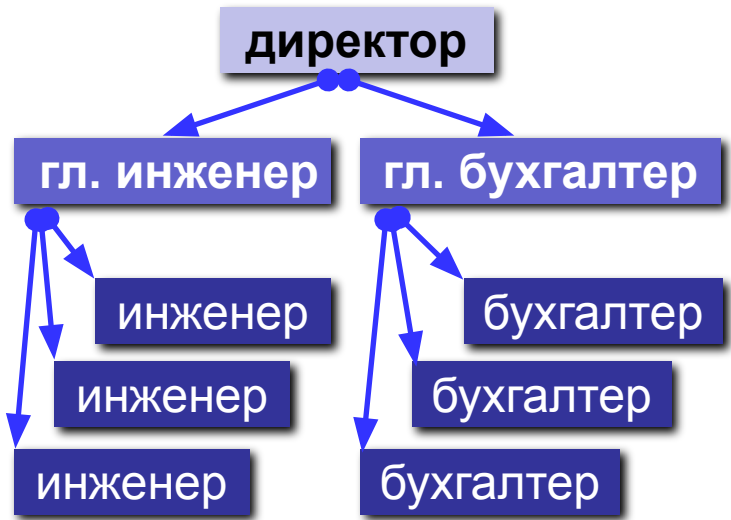 директор
гл. инженер
гл. бухгалтер
инженер
бухгалтер
инженер
бухгалтер
инженер
бухгалтер